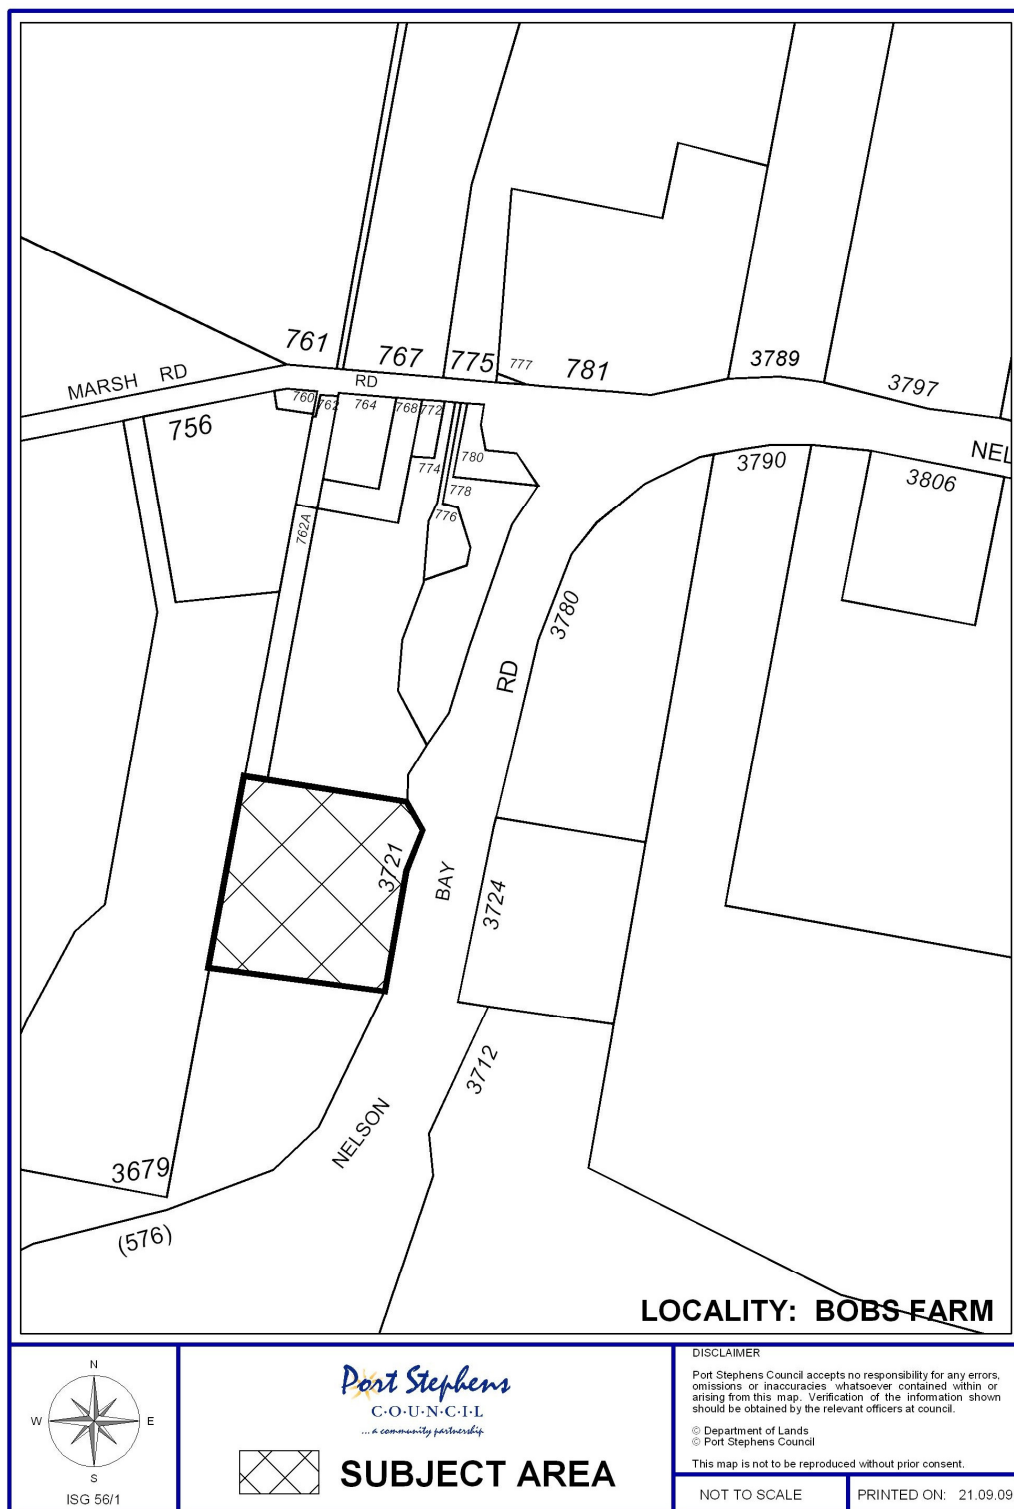 761
767
775
777
781
3789
3797
MARSH RD
RD
756
760
762
764
768
772
774
780
778
776
762A
NEL
3790
3806
3780
RD
3721
BAY
3724
3712
NELSON
3679
(576)
LOCALITY: BOBS FARM
N
W
E
S
ISG 56/1
Port Stephens
C·O·U·N·C·I·L
... a community partnership
SUBJECT AREA
DISCLAIMER
Port Stephens Council accepts no responsibility for any errors,
omissions or inaccuracies whatsoever contained within or
arising from this map. Verification of the information shown
should be obtained by the relevant officers at council.
© Department of Lands
© Port Stephens Council
This map is not to be reproduced without prior consent.
NOT TO SCALE
PRINTED ON: 21.09.09